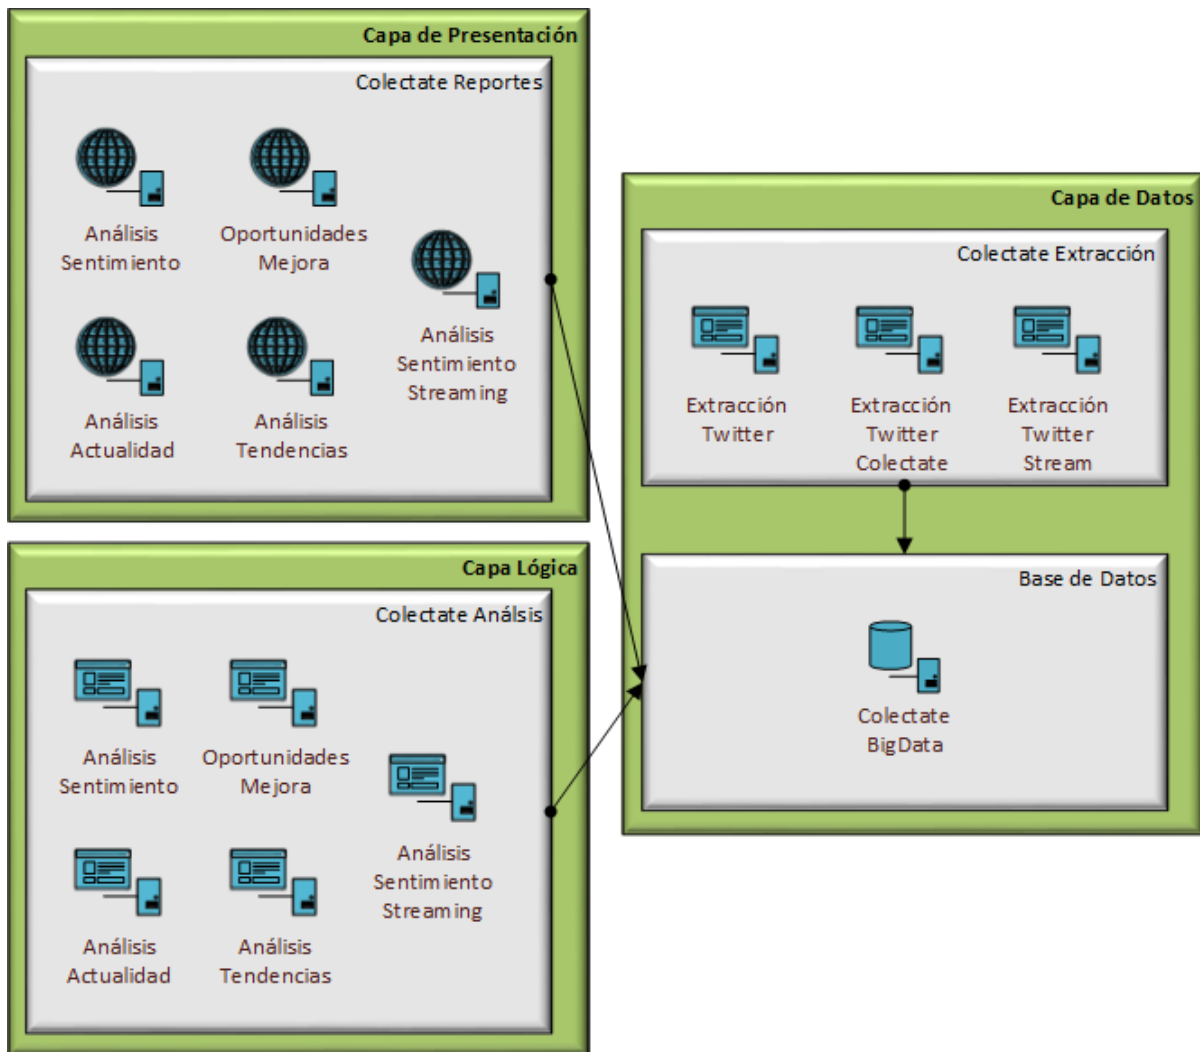 Capa de Presentación
Colectate Reportes
Análisis
Sentimiento
Oportunidades
Mejora
Análisis
Sentimiento
Streaming
Análisis
Actualidad
Análisis
Tendencias
Capa Lógica
Colectate Análsis
Análisis
Sentimiento
Oportunidades
Mejora
Análisis
Sentimiento
Streaming
Análisis
Actualidad
Análisis
Tendencias
Capa de Datos
Colectate Extracción
Extracción
Twitter
Extracción
Twitter
Colectate
Extracción
Twitter
Stream
Base de Datos
Colectate
BigData